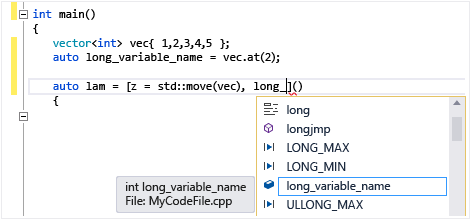 int main()
{
vector<int> vec{ 1,2,3,4,5 };
auto long_variable_name = vec.at(2);
auto lam = [z = std::move(vec), long_]()
{
long
longjmp
LONG_MAX
LONG_MIN
long_variable_name
ULLONG_MAX
int long_variable_name
File: MyCodeFile.cpp